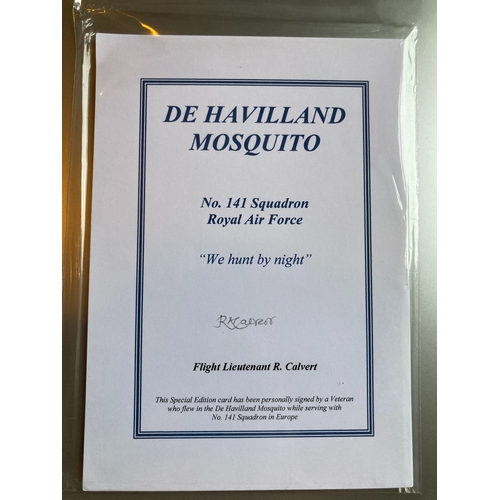 DE HAVILLAND
MOSQUITO
No. 141 Squadron
Royal Air Force
“We hunt by night”
Flight Lieutenant R. Calvert
This Special Edition card has been personally signed by a Veteran
who flew in the De Havilland Mosquito while serving with
No. 141 Squadron in Europe